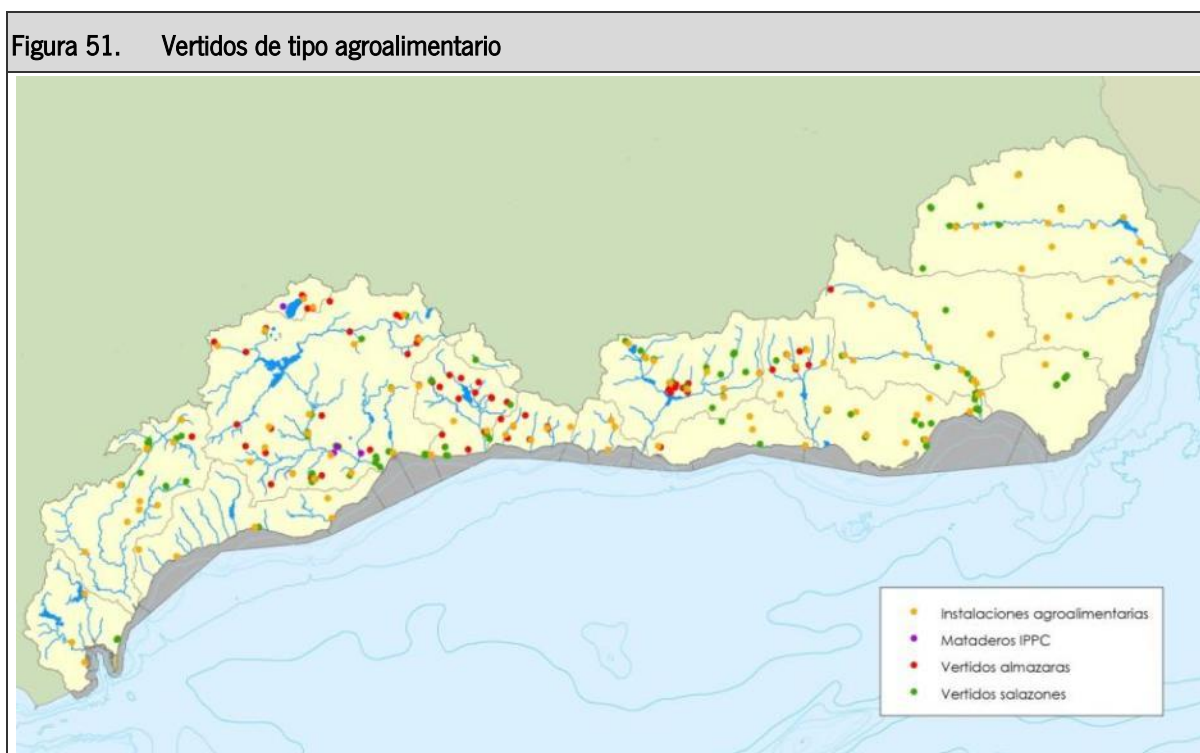 Figura 51. Vertidos de tipo agroalimentario
Instalaciones agroalimentarias
Mataderos IPPC
Vertidos almazaras
Vertidos salazones